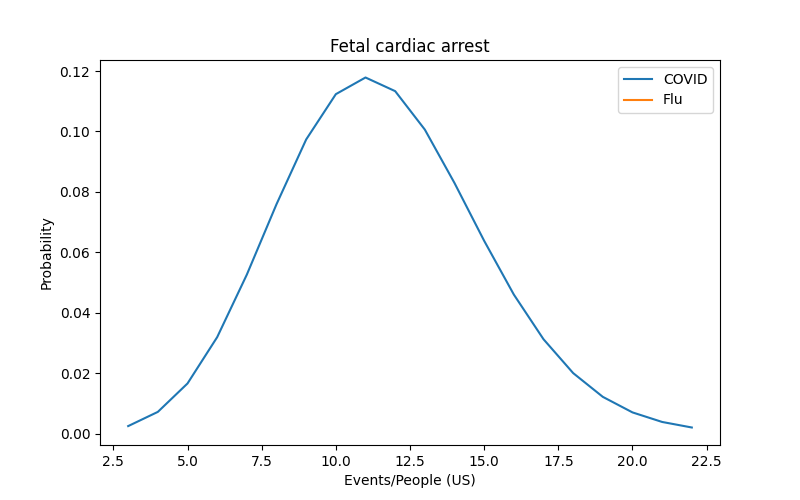 Fetal cardiac arrest
COVID
Flu
0.12
0.10
0.08
0.06
0.04
0.02
0.00
Probability
2.5 5.0 7.5 10.0 12.5 15.0 17.5 20.0 22.5
Events/People (US)